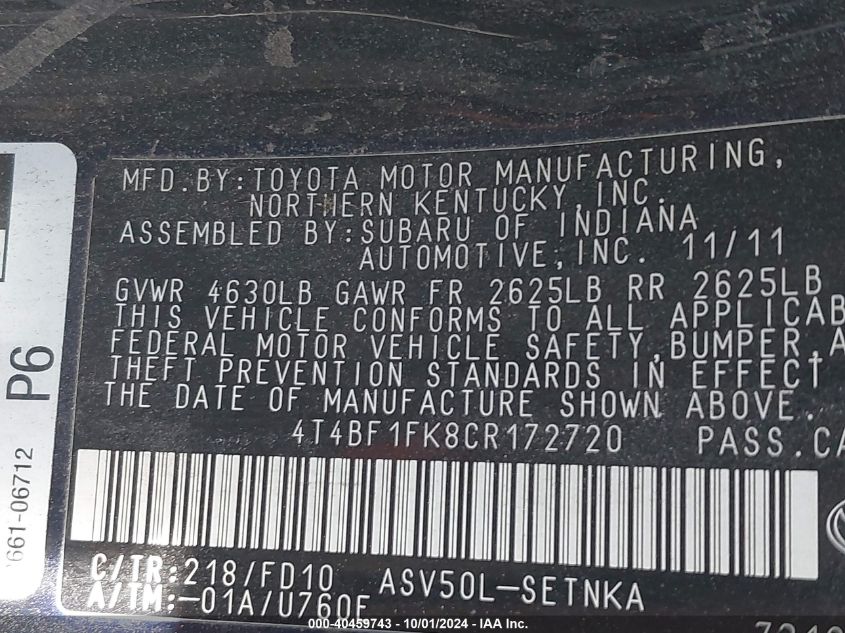 MFD.BY:TOYOTA MOTOR MANUFACTURING,
NORTHERN KENTUCKY,INC.
ASSEMBLED BY:SUBARU OF INDIANA
AUTOMOTIVE,INC. 11/11
GVWR 4630LB GAWR FR 2625LB RR 2625LB
THIS VEHICLE CONFORMS TO ALL APPLICAB
FEDERAL MOTOR VEHICLE SAFETY,BUMPER,A
THEFT PREVENTION STANDARDS IN EFFECT
THE DATE OF MANUFACTURE SHOWN ABOVE.
4T4BF1FK8CR172720 PASS.CA
C/TR:218/FD10 ASV50L-SETNKA
A/TM:-01A/U760E
P6
661-06712
000-40459743 - 10/01/2024 - IAA Inc.